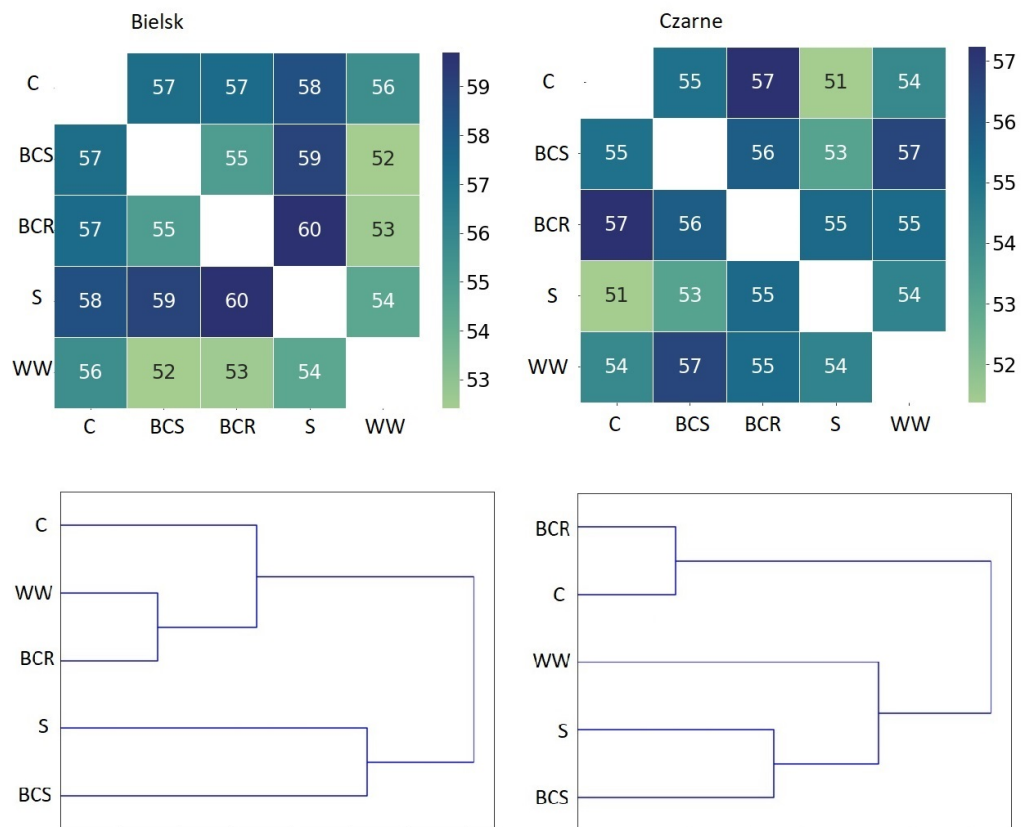 Bielsk
C 57 57 58 56
BCS 57 55 59 52
BCR 57 55 60 53
S 58 59 60 54
WW 56 52 53 54
C BCS BCR S WW
59
58
57
56
55
54
53
Czarne
C 55 57 51 54
BCS 55 56 53 57
BCR 57 56 55 55
S 51 53 55 54
WW 54 57 55 54
C BCS BCR S WW
57
56
55
54
53
52
C
WW
BCR
S
BCS
BCR
C
WW
S
BCS